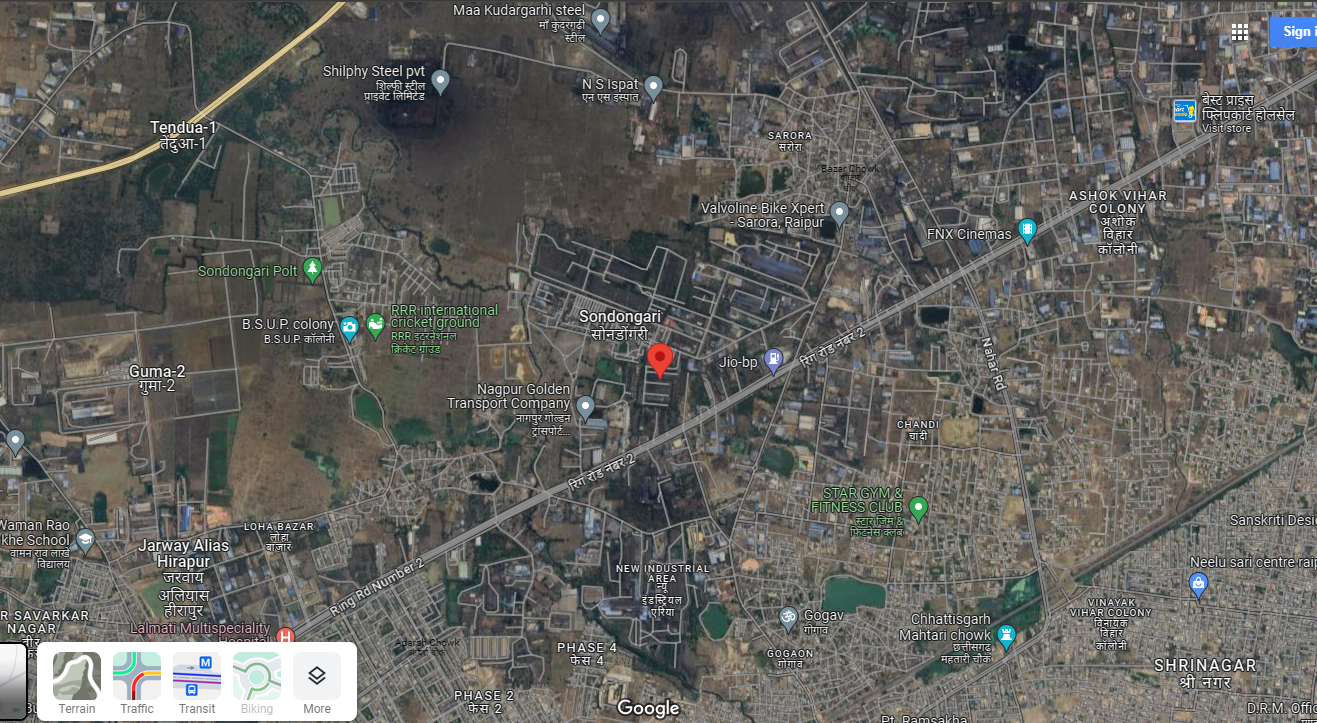 Maa Kudargarhi steel
माँ कुदरगढ़ी
स्टील
Sign i
Shilphy Steel pvt
शिल्फी स्टील
प्राइवेट लिमिटेड
N S Ispat
एन एस इस्पात
बेस्ट प्राइस
फ्लिपकार्ट होलसेल
Visit store
Tendua-1
तेंदुआ-1
SARORA
सरोरा
Bazar Chowk
Valvoline Bike Xpert
- Sarora, Raipur
ASHOK VIHAR
COLONY
अशोक
विहार
कॉलोनी
FNX Cinemas
Sondongari Polt
B.S.U.P. colony
B.S.U.P. कॉलोनी
RRR international
cricket ground
RRR इंटरनेशनल
क्रिकेट ग्राउंड
Sondongari
सोनडोंगरी
Jio-bp
रिंग रोड नंबर 2
Nahar Rd
Guma-2
गुमा-2
Nagpur Golden
Transport Company
नागपुर गोल्डन
ट्रांसपोर्ट...
CHANDI
चांदी
रिंग रोड नंबर 2
STAR GYM &
FITNESS CLUB
स्टार जिम &
फिटनेस क्लब
Waman Rao
khe School
वामन राव लाखे
विद्यालय
LOHA BAZAR
लोहा
बाज़ार
Sanskriti Desi
Jarway Alias
Hirapur
जरवाय
अलियास
हीरापुर
Ring Rd Number 2
NEW INDUSTRIAL
AREA
न्यू
इंडस्ट्रियल
एरिया
Neelu sari centre raip
R SAVARKAR
NAGAR
Lalmati Multispeciality
Hospital
H
Gogav
गोगांव
Chhattisgarh
Mahtari chowk
छत्तीसगढ़
महतारी चौक
VINAYAK
VIHAR COLONY
विनायक
विहार
कॉलोनी
Adarsh Chowk
PHASE 4
फेस 4
GOGAON
गोगांव
SHRINAGAR
श्री नगर
PHASE 2
फेस 2
Google
Pt. Ramsakha
D.R.M. Offi
M
Terrain
Traffic
Transit
Biking
More